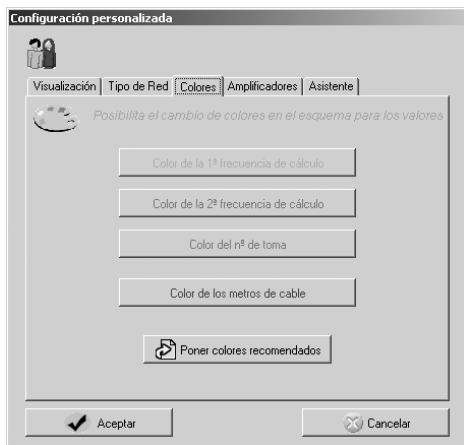 Configuración personalizada
Visualización | Tipo de Red | Colores | Amplificadores | Asistente
Posibilita el cambio de colores en el esquema para los valores
Color de la 1ª frecuencia de cálculo
Color de la 2ª frecuencia de cálculo
Color del nº de toma
Color de los metros de cable
Poner colores recomendados
Aceptar Cancelar